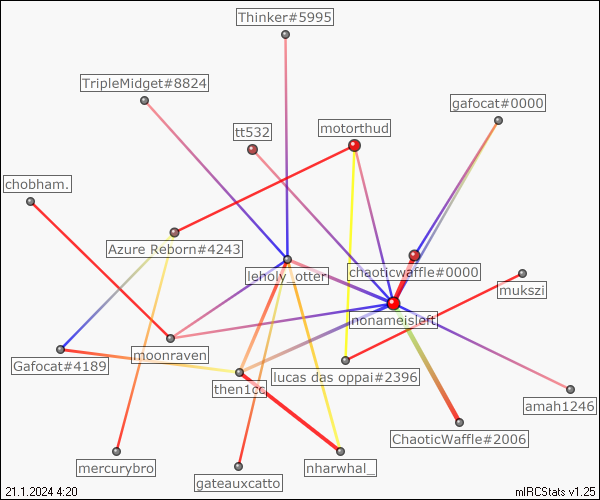 Thinker#5995
TripleMidget#8824
gafocat#0000
tt532
motorthud
chobham.
Azure Reborn#4243
leholy_otter
chaoticwaffle#0000
mukszi
nonameisleft
Gafocat#4189
moonraven
then1cc
lucas das oppai#2396
amah1246
ChaoticWaffle#2006
mercurybro
gateauxcatto
nharwhal_
21.1.2024 4:20
mIRCStats v1.25